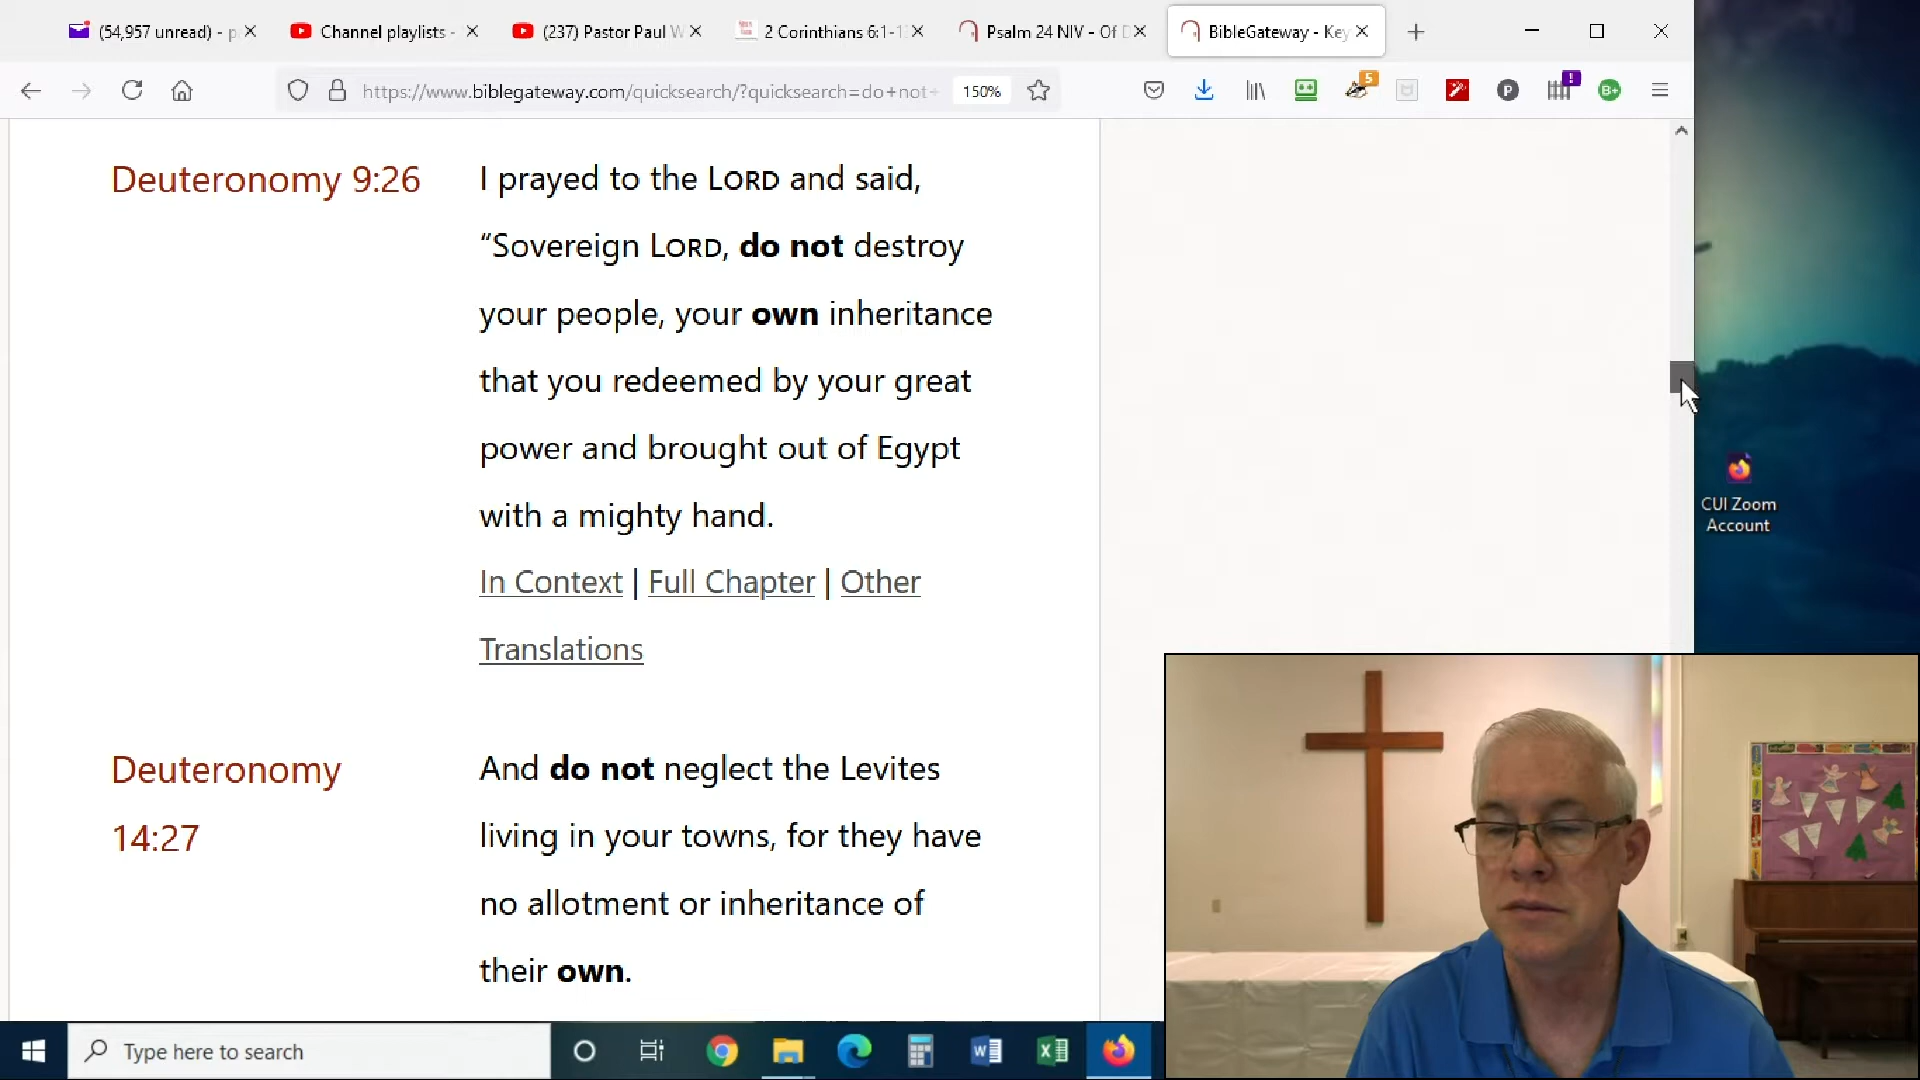 (54,957 unread) - p
Channel playlists -
(237) Pastor Paul W
2 Corinthians 6:1-1
Psalm 24 NIV - Of D
BibleGateway - Key
https://www.biblegateway.com/quicksearch/?quicksearch=do+not+
150%
5
!
P
B+
Deuteronomy 9:26
I prayed to the LORD and said,
“Sovereign LORD, do not destroy
your people, your own inheritance
that you redeemed by your great
power and brought out of Egypt
with a mighty hand.
In Context | Full Chapter | Other
Translations
CUI Zoom
Account
Deuteronomy
14:27
And do not neglect the Levites
living in your towns, for they have
no allotment or inheritance of
their own.
Type here to search